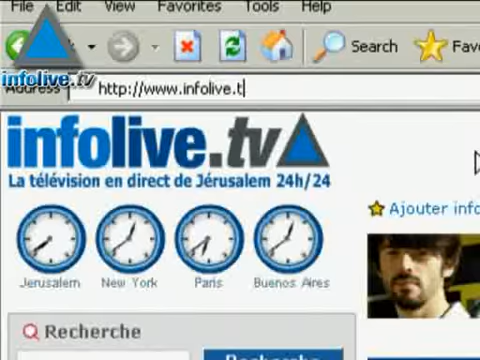 File Edit View Favorites Tools Help
Search
infolive.tv
Address http://www.infolive.t
infolive.tv
La télévision en direct de Jérusalem 24h/24
Ajouter info
Jerusalem New York Paris Buenos Aires
Recherche
Recherche